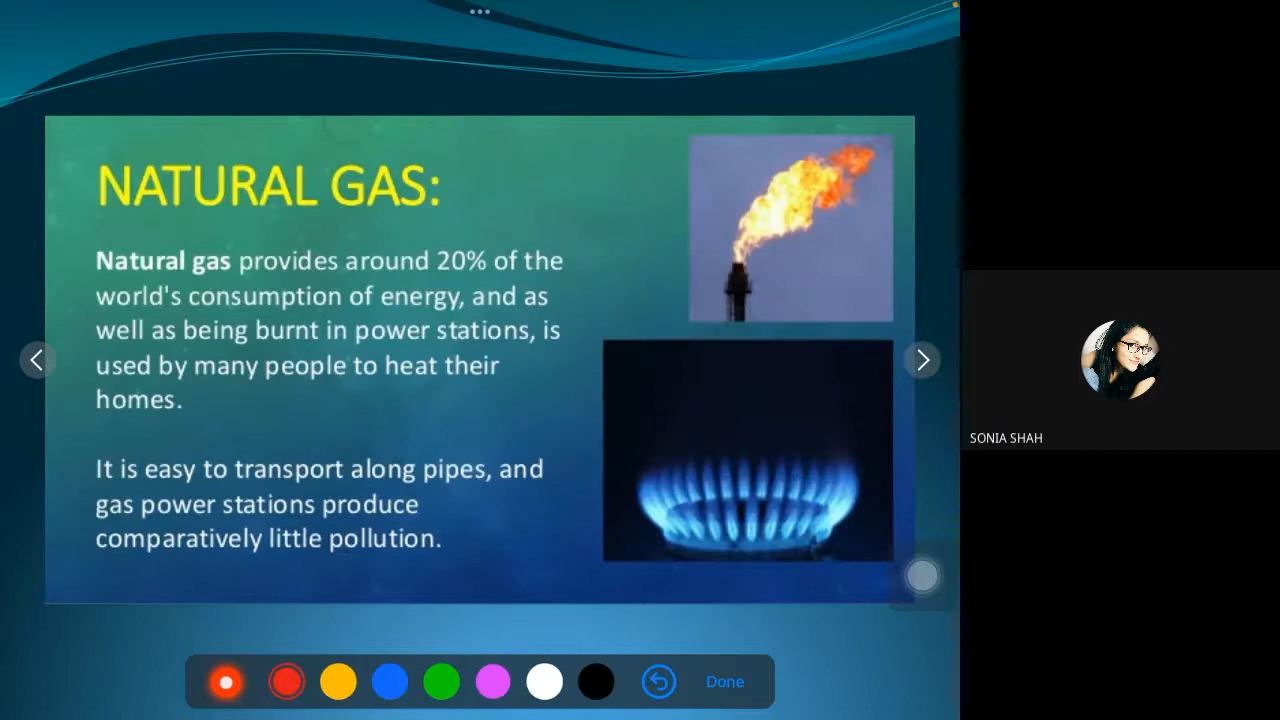 NATURAL GAS:
Natural gas provides around 20% of the
world's consumption of energy, and as
well as being burnt in power stations, is
used by many people to heat their
homes.
It is easy to transport along pipes, and
gas power stations produce
comparatively little pollution.
SONIA SHAH
Done